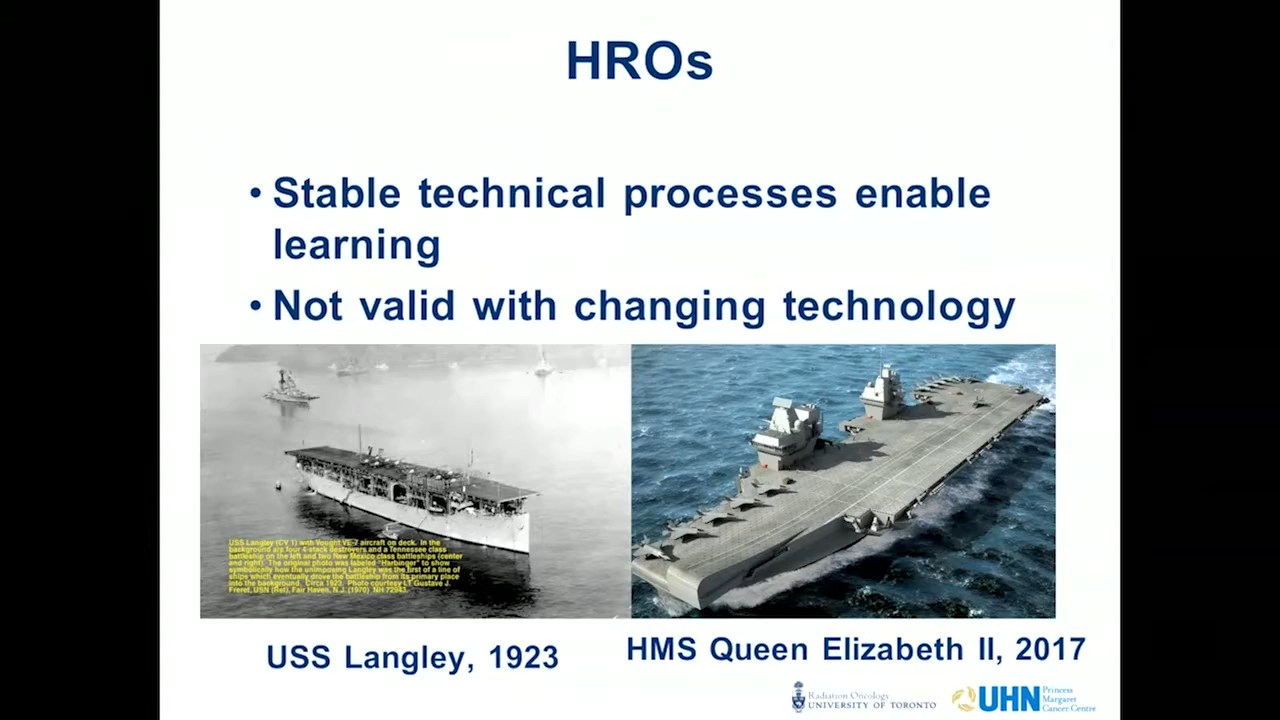 HROs
• Stable technical processes enable
learning
• Not valid with changing technology
USS Langley (CV 1) with Vought VE-7 aircraft on deck. In the
background are four 4-stack destroyers and a Tennessee class
battleship on the left and two New Mexico class battleships (center
and right). The original photo was labeled "Harbinger" to show
symbolically how the unimposing Langley was the first of a line of
ships which eventually drove the battleship from its primary place
into the background. Circa 1923. Photo courtesy LT Gustave J.
Freret, USN (Ret). Fair Haven, N.J. (1970) NH 72943.
USS Langley, 1923
HMS Queen Elizabeth II, 2017
Radiation Oncology
UNIVERSITY OF TORONTO
UHN
Princess
Margaret
Cancer Centre